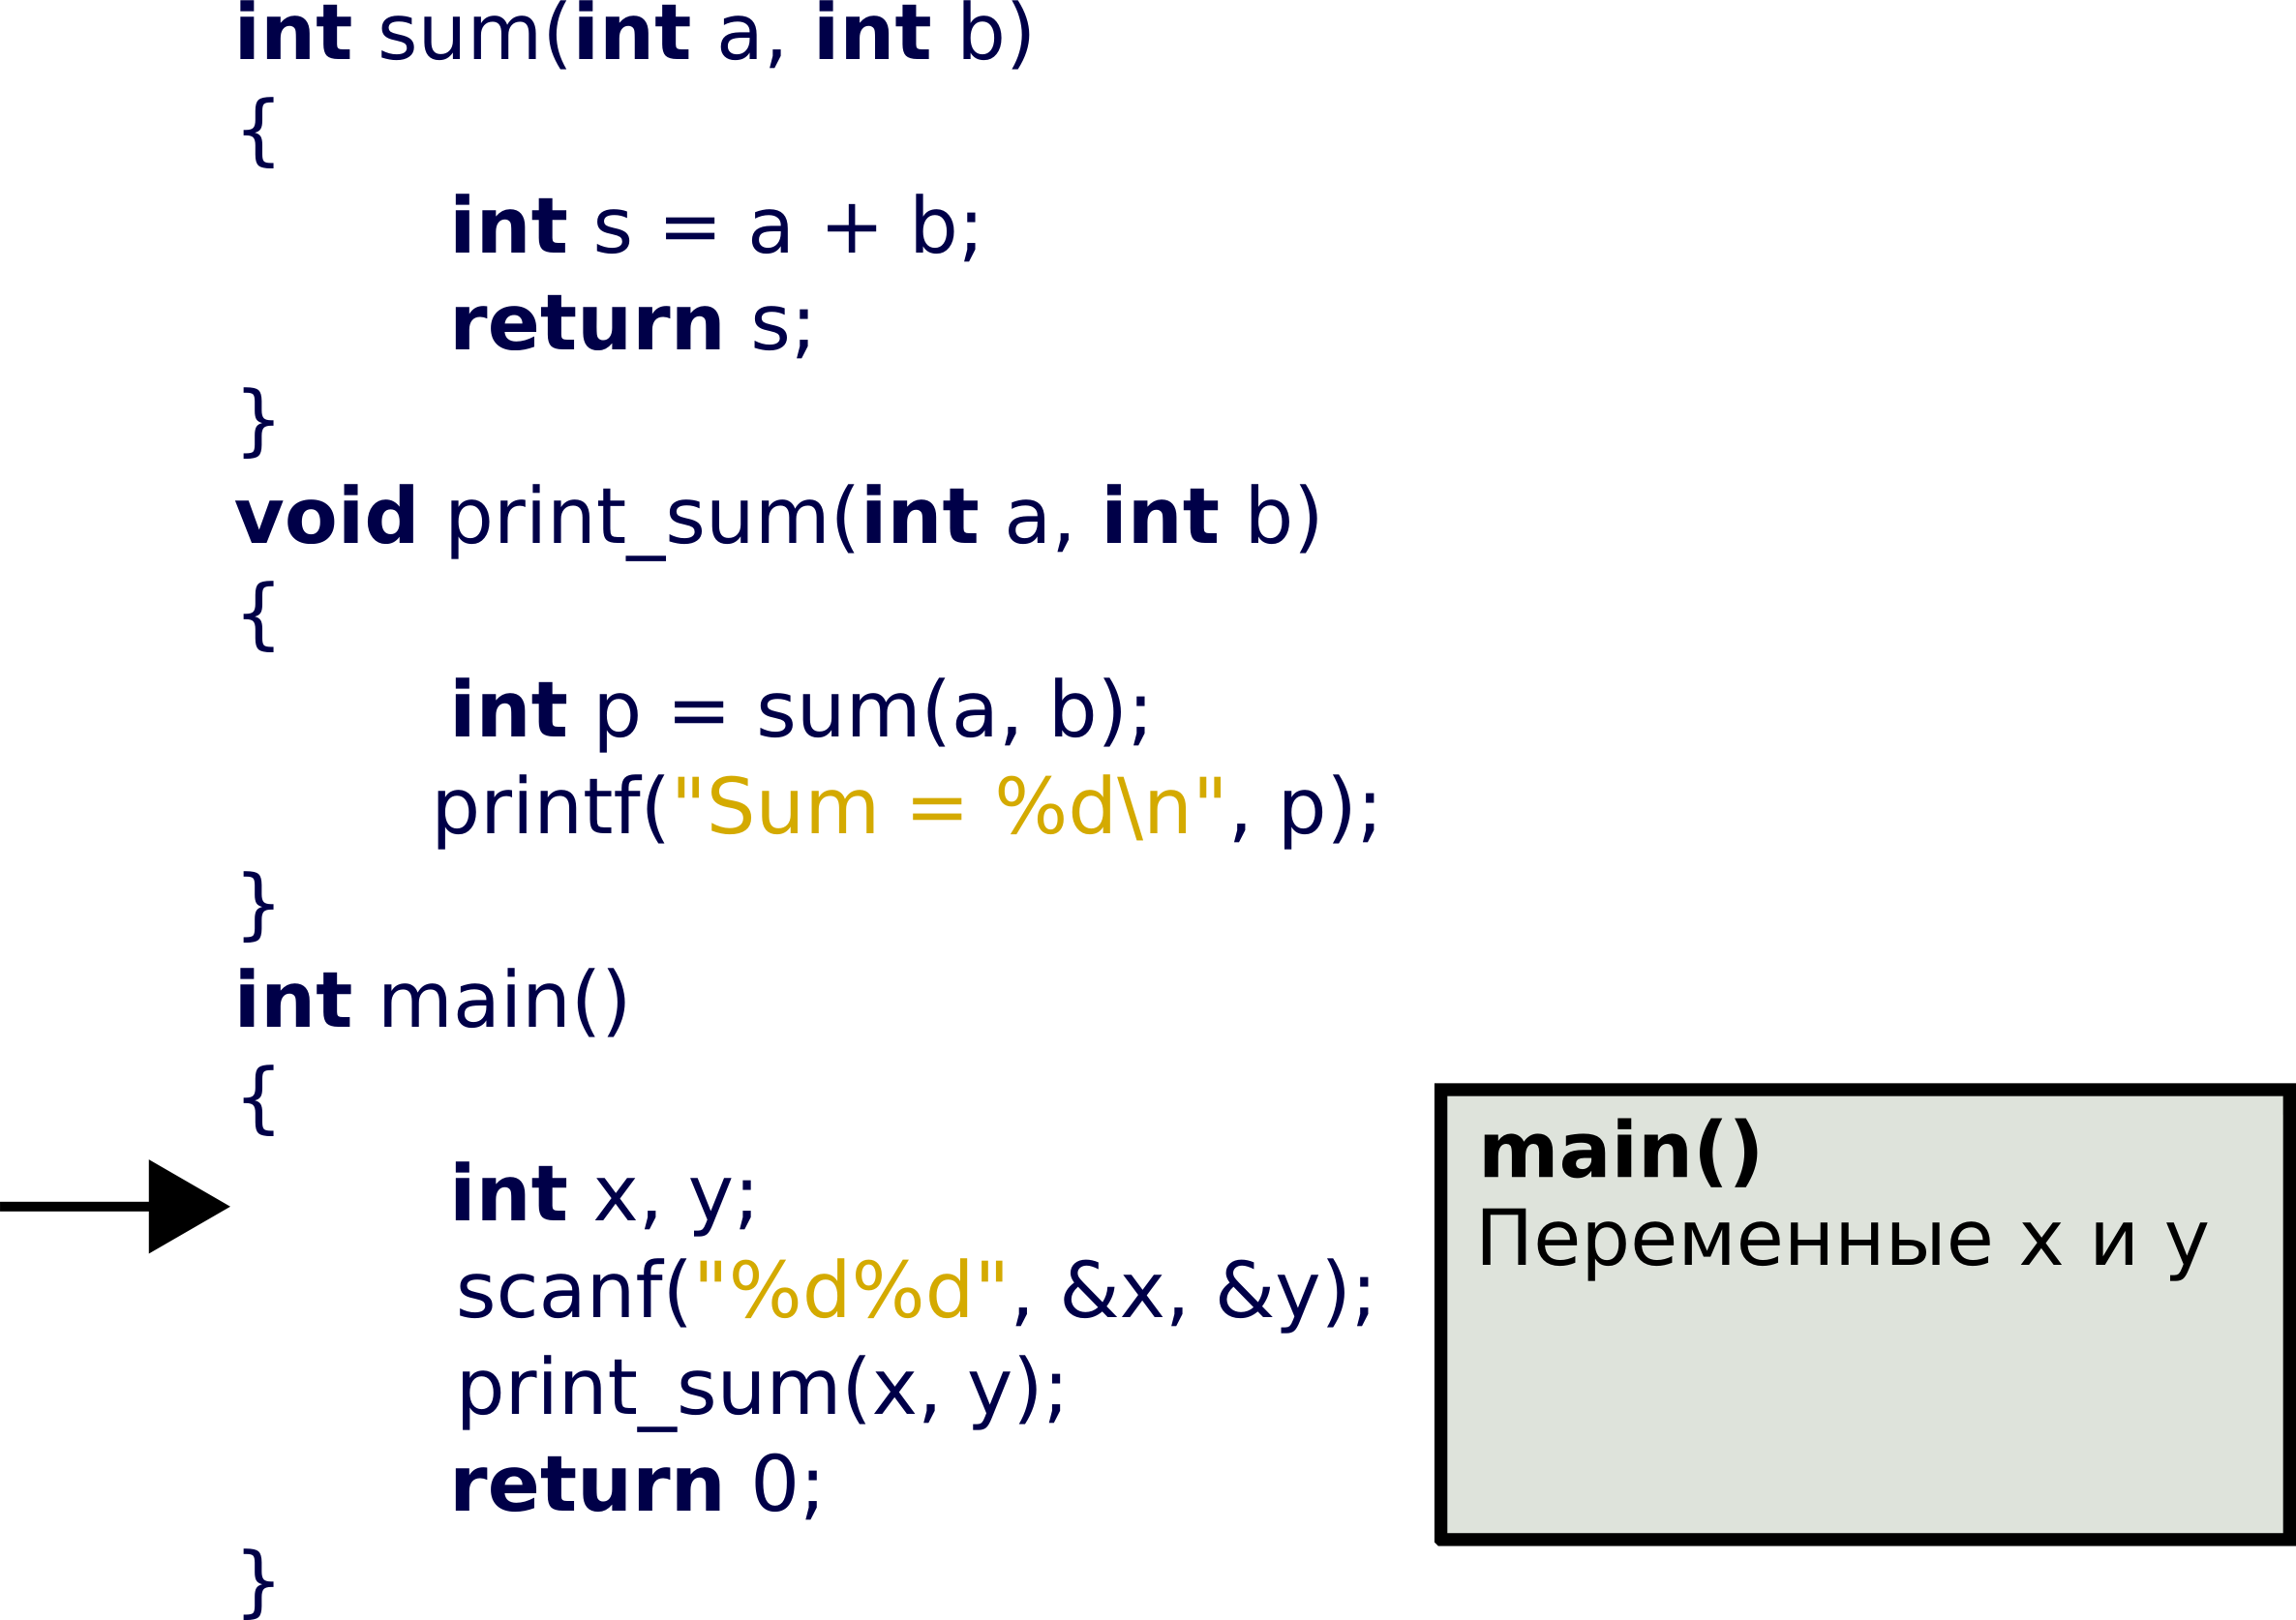 int sum(int a, int b)
{
int s = a + b;
return s;
}
void print_sum(int a, int b)
{
int p = sum(a, b);
printf("Sum = %d\n", p);
}
int main()
{
int x, y;
scanf("%d%d", &x, &y);
print_sum(x, y);
return 0;
}
main()
Переменные x и y